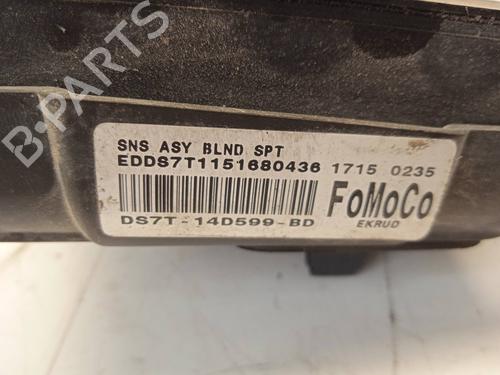 SNS ASY BLND SPT
EDDS7T1151680436 1715 0235
DS7T-14D599-BD
FoMoCo
EKRUD
B-PARTS